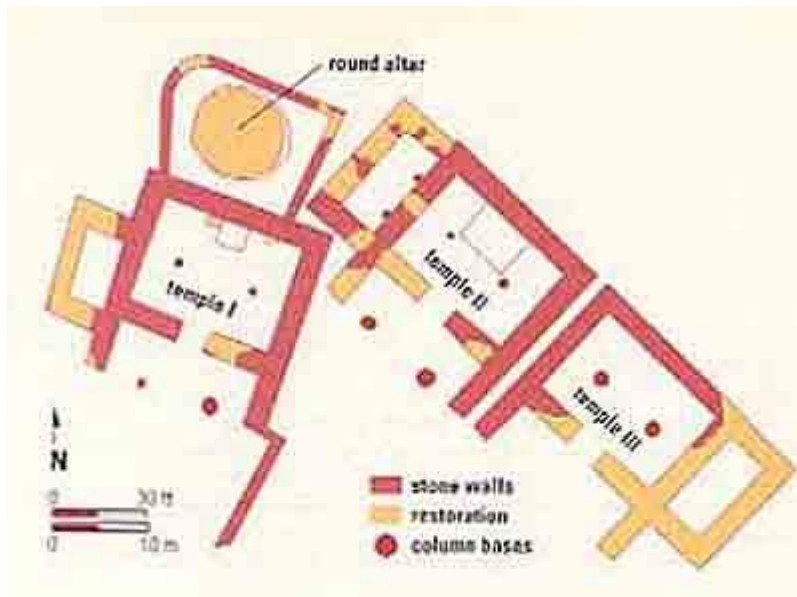 round altar
temple I
temple II
temple III
N
0 30 ft
0 10 m
stone walls
restoration
column bases